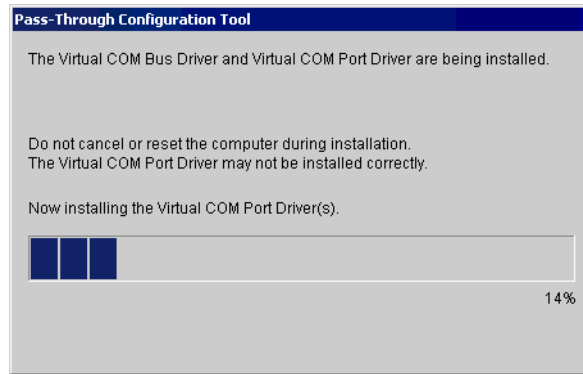 Pass-Through Configuration Tool
The Virtual COM Bus Driver and Virtual COM Port Driver are being installed.
Do not cancel or reset the computer during installation.
The Virtual COM Port Driver may not be installed correctly.
Now installing the Virtual COM Port Driver(s).
14%